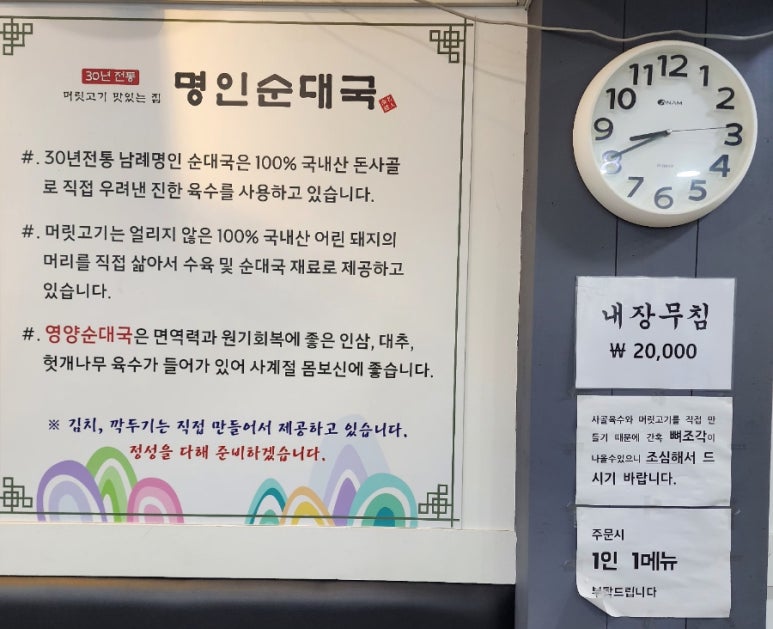 30년 전통
머릿고기 맛있는 집
명인순대국
#. 30년전통 남례명인 순대국은 100% 국내산 돈사골
로 직접 우려낸 진한 육수를 사용하고 있습니다.
#. 머릿고기는 얼리지 않은 100% 국내산 어린 돼지의
머리를 직접 삶아서 수육 및 순대국 재료로 제공하고
있습니다.
#. 영양순대국은 면역력과 원기회복에 좋은 인삼, 대추,
헛개나무 육수가 들어가 있어 사계절 몸보신에 좋습니다.
※ 김치, 깍두기는 직접 만들어서 제공하고 있습니다.
정성을 다해 준비하겠습니다.
12
1
2
3
4
5
6
7
8
9
10
11
내장무침
₩ 20,000
사골육수와 머릿고기를 직접 만
들기 때문에 간혹 뼈조각이
나올수있으니 조심해서 드
시기 바랍니다.
주문시
1인 1메뉴
부탁드립니다